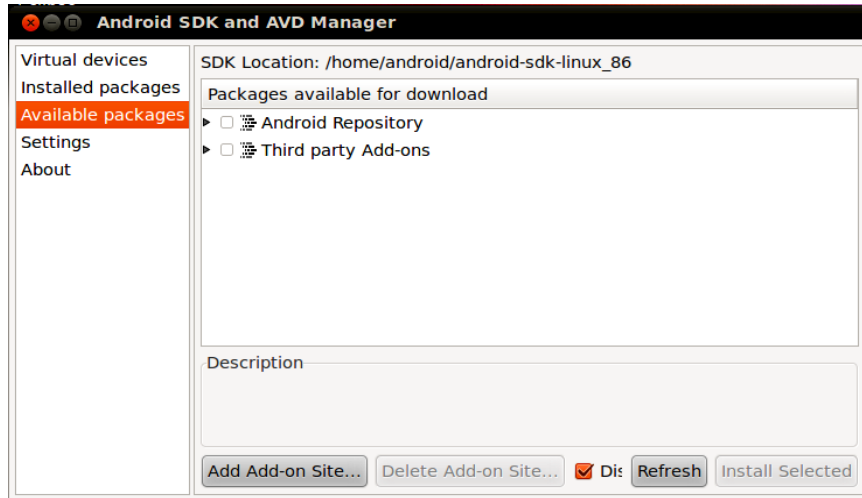 Android SDK and AVD Manager
Virtual devices
Installed packages
Available packages
Settings
About
SDK Location: /home/android/android-sdk-linux_86
Packages available for download
Android Repository
Third party Add-ons
Description
Add Add-on Site... Delete Add-on Site... Dis Refresh Install Selected